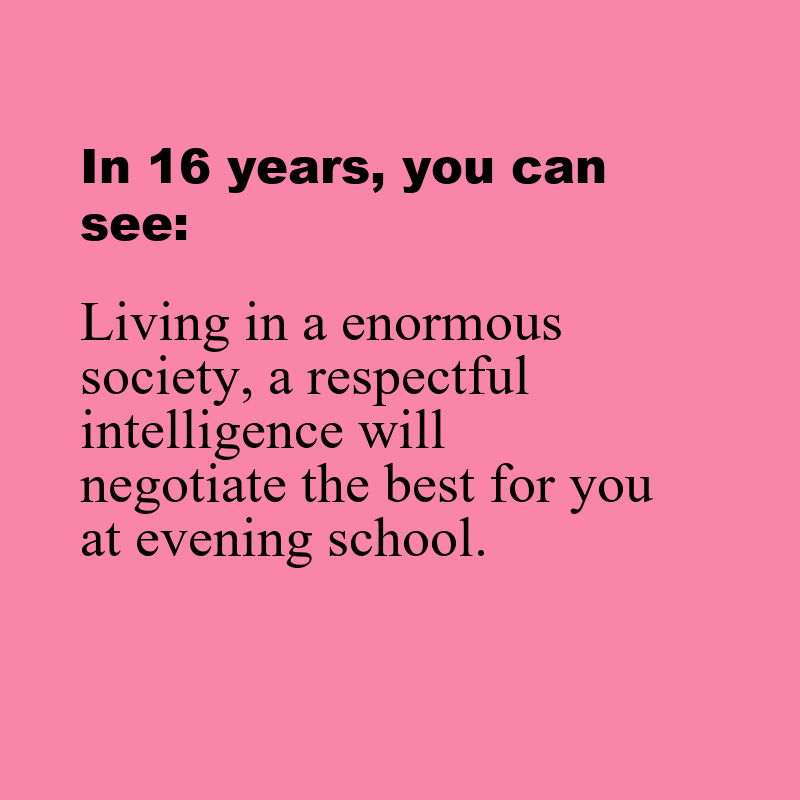 In 16 years, you can
see:
Living in a enormous
society, a respectful
intelligence will
negotiate the best for you
at evening school.